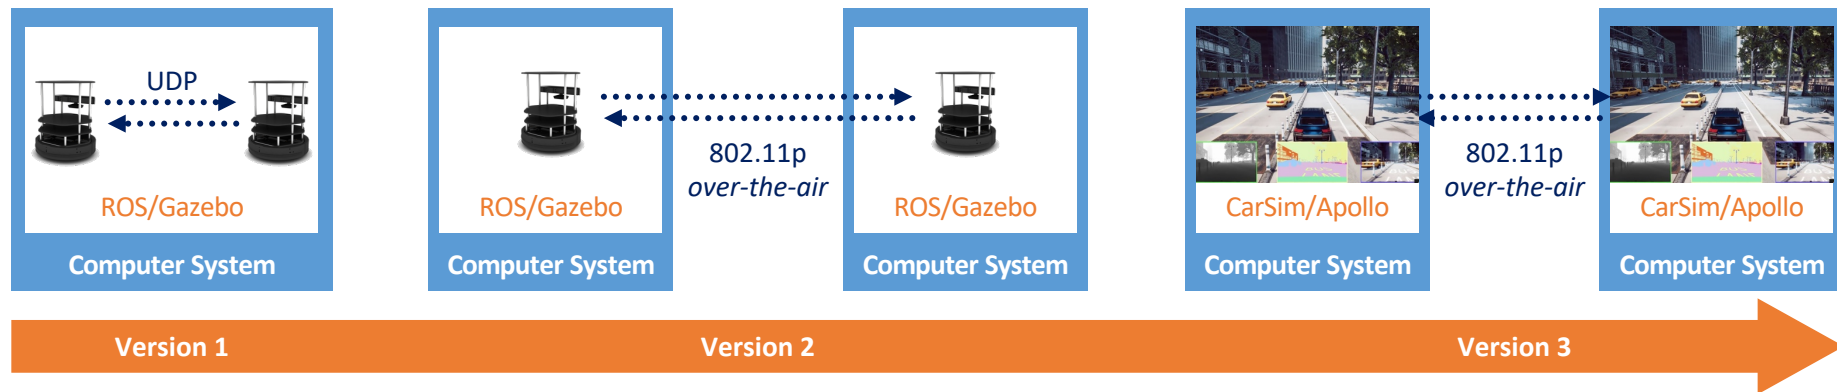 UDP
ROS/Gazebo
Computer System
ROS/Gazebo
Computer System
802.11p
over-the-air
ROS/Gazebo
Computer System
CarSim/Apollo
Computer System
802.11p
over-the-air
CarSim/Apollo
Computer System
Version 1
Version 2
Version 3